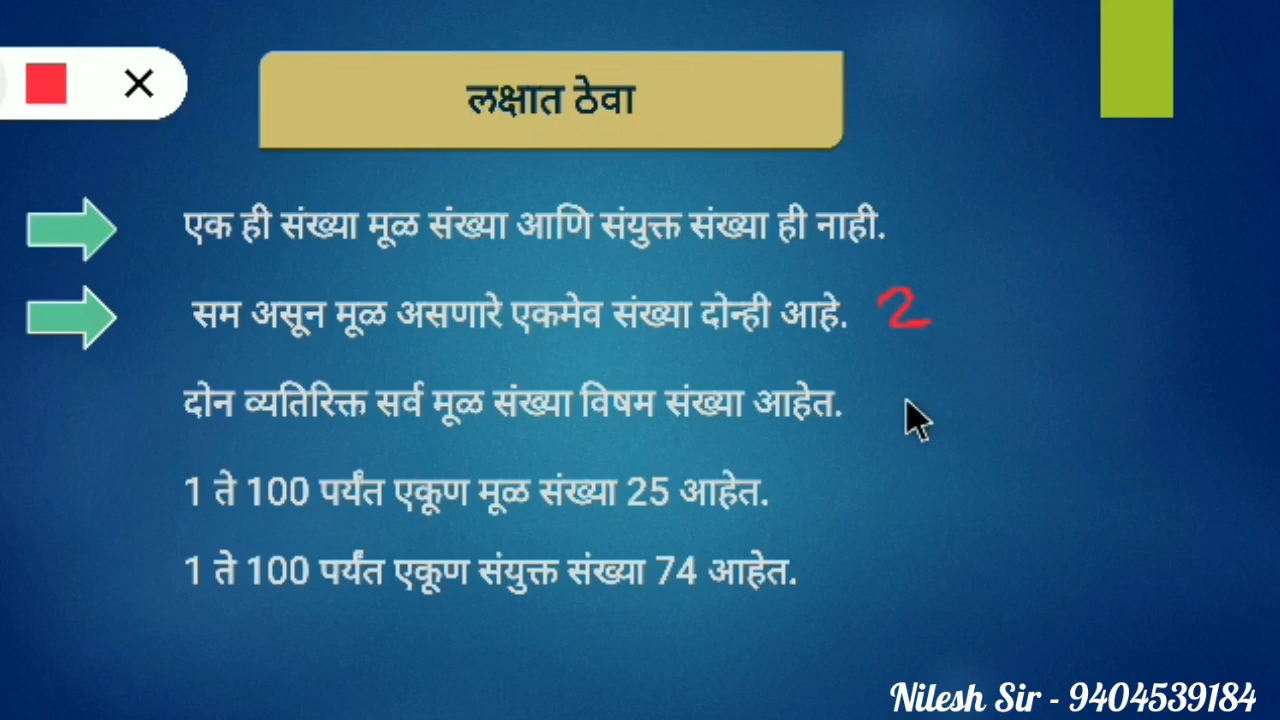 लक्षात ठेवा
एक ही संख्या मूळ संख्या आणि संयुक्त संख्या ही नाही.
सम असून मूळ असणारे एकमेव संख्या दोन्ही आहे. 2
दोन व्यतिरिक्त सर्व मूळ संख्या विषम संख्या आहेत.
1 ते 100 पर्यंत एकूण मूळ संख्या 25 आहेत.
1 ते 100 पर्यंत एकूण संयुक्त संख्या 74 आहेत.
Nilesh Sir - 9404539184